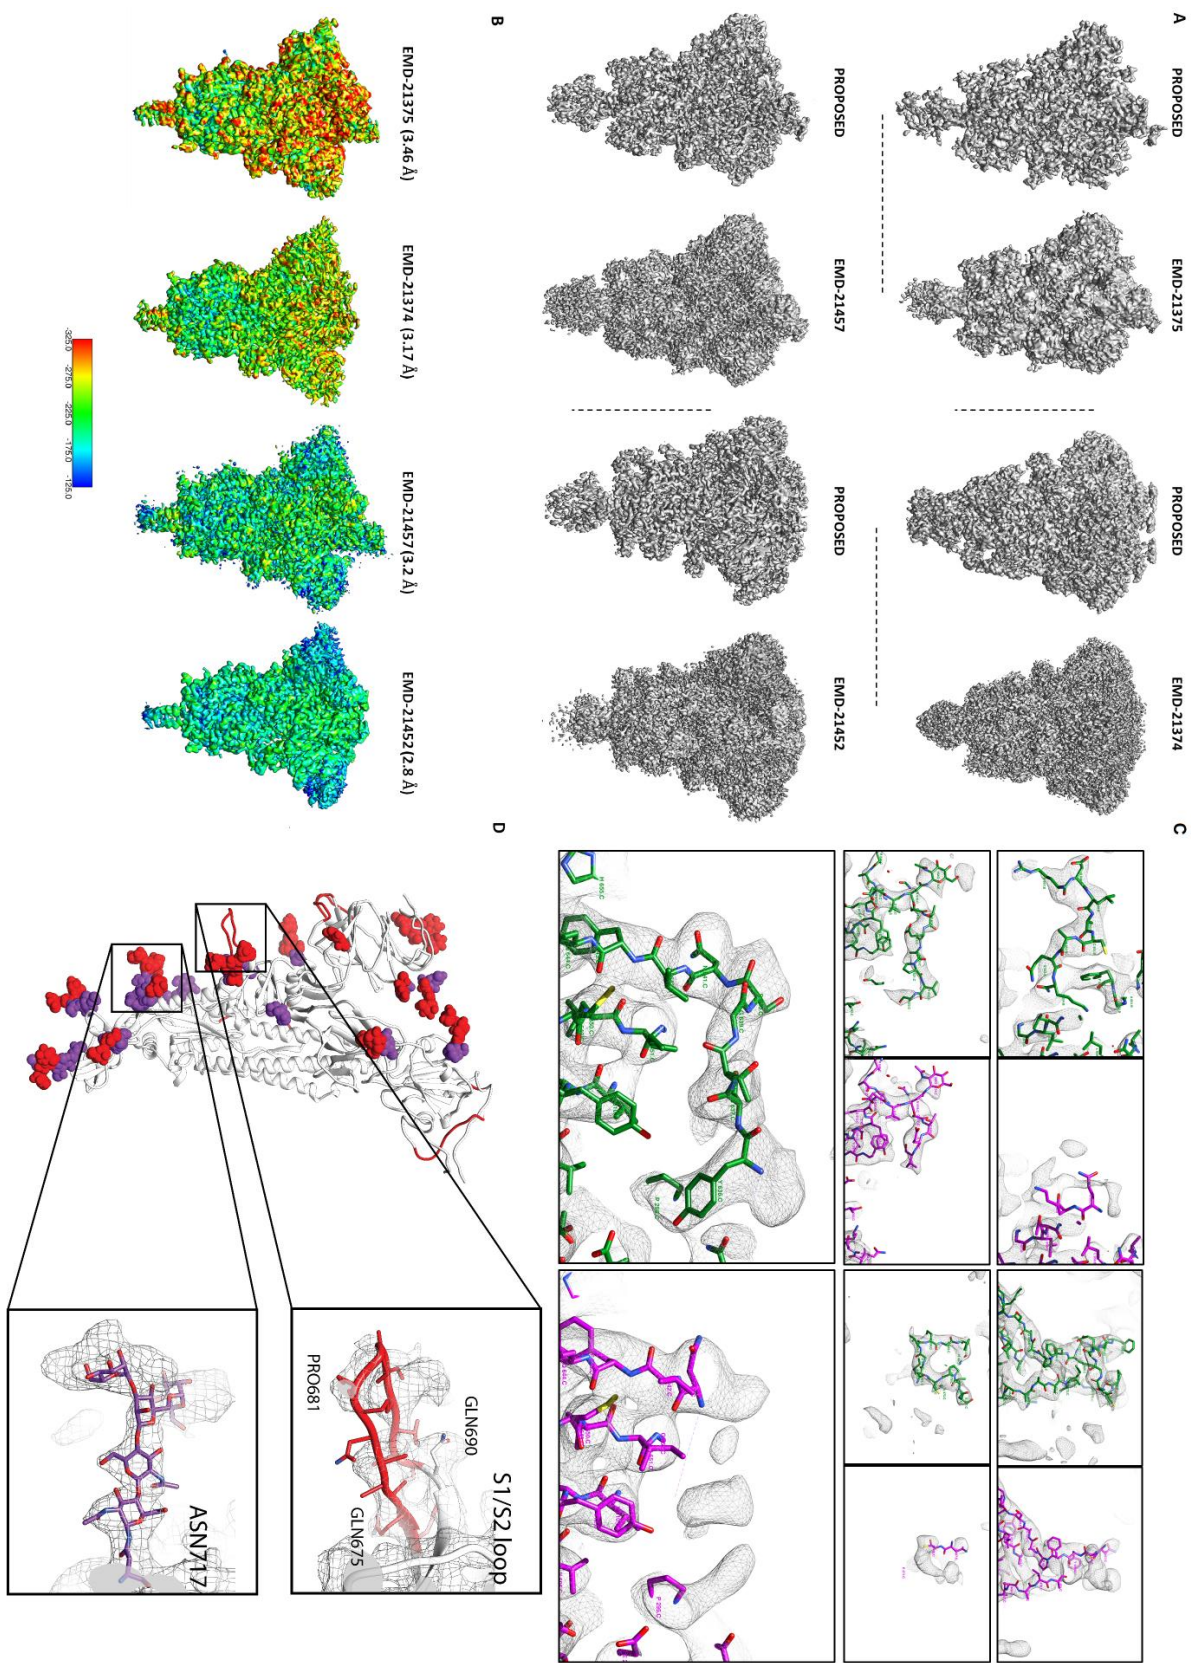 A
PROPOSED
EMD-21375
PROPOSED
EMD-21374
PROPOSED
EMD-21457
PROPOSED
EMD-21452
B
EMD-21375 (3.46 Å)
EMD-21374 (3.17 Å)
EMD-21457 (3.2 Å)
EMD-21452 (2.8 Å)
-325.0
-275.0
-225.0
-175.0
-125.0
C
D
S1/S2 loop
GLN690
GLN675
PRO681
ASN717